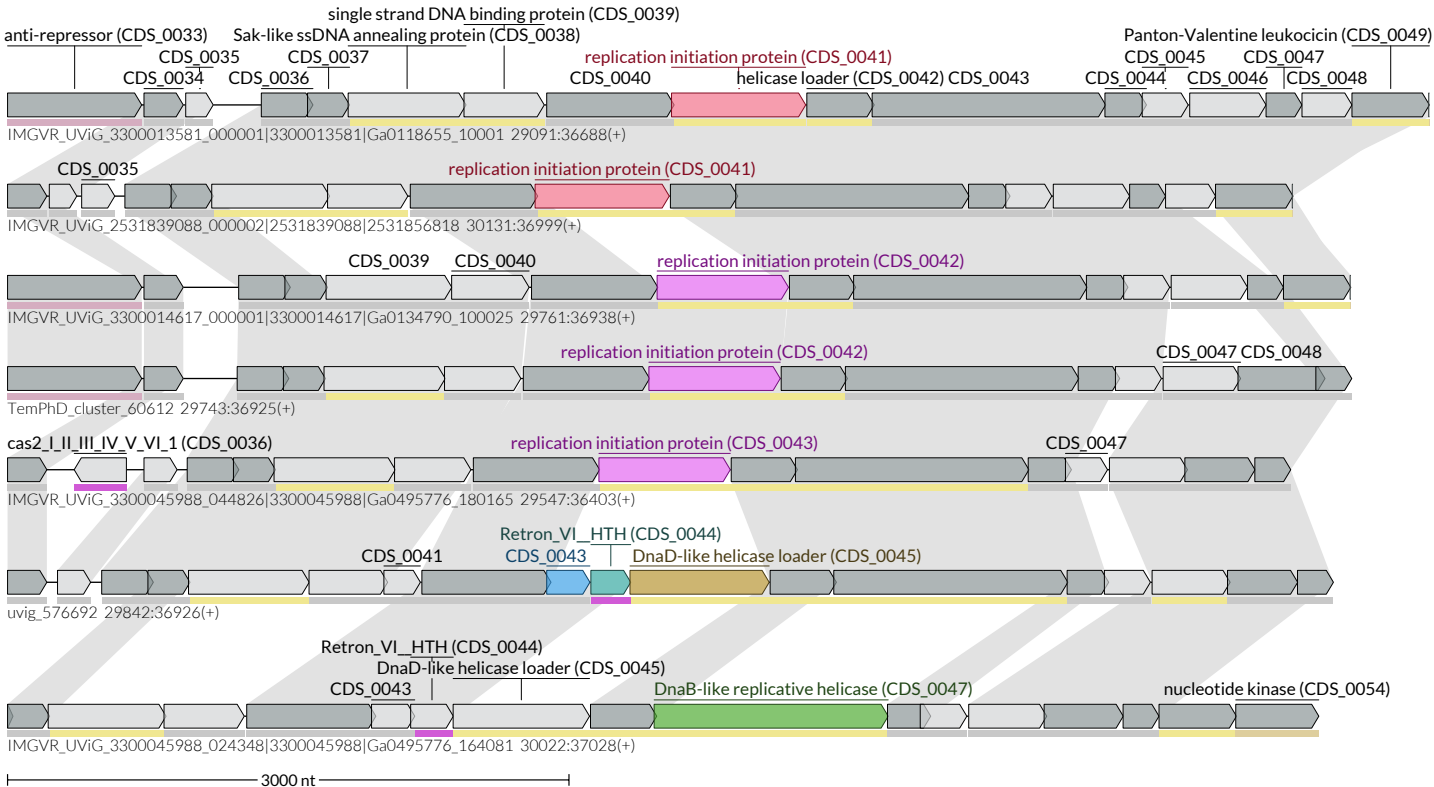 single strand DNA binding protein (CDS_0039)
anti-repressor (CDS_0033) Sak-like ssDNA annealing protein (CDS_0038) Panton-Valentine leukocicin (CDS_0049)
CDS_0035 CDS_0037 replication initiation protein (CDS_0041) CDS_0045 CDS_0047
CDS_0034 CDS_0036 CDS_0040 helicase loader (CDS_0042) CDS_0043 CDS_0044 CDS_0046 CDS_0048
IMGVR_UViG_3300013581_000001|3300013581|Ga0118655_10001 29091:36688(+)
CDS_0035 replication initiation protein (CDS_0041)
IMGVR_UViG_2531839088_000002|2531839088|2531856818 30131:36999(+)
CDS_0039 CDS_0040 replication initiation protein (CDS_0042)
IMGVR_UViG_3300014617_000001|3300014617|Ga0134790_100025 29761:36938(+)
replication initiation protein (CDS_0042) CDS_0047 CDS_0048
TemPhD_cluster_60612 29743:36925(+)
cas2_I_II_III_IV_V_VI_1 (CDS_0036) replication initiation protein (CDS_0043) CDS_0047
IMGVR_UViG_3300045988_044826|3300045988|Ga0495776_180165 29547:36403(+)
Retron_VI__HTH (CDS_0044)
CDS_0041 CDS_0043 DnaD-like helicase loader (CDS_0045)
uvig_576692 29842:36926(+)
Retron_VI__HTH (CDS_0044)
DnaD-like helicase loader (CDS_0045)
CDS_0043 DnaB-like replicative helicase (CDS_0047) nucleotide kinase (CDS_0054)
IMGVR_UViG_3300045988_024348|3300045988|Ga0495776_164081 30022:37028(+)
3000 nt